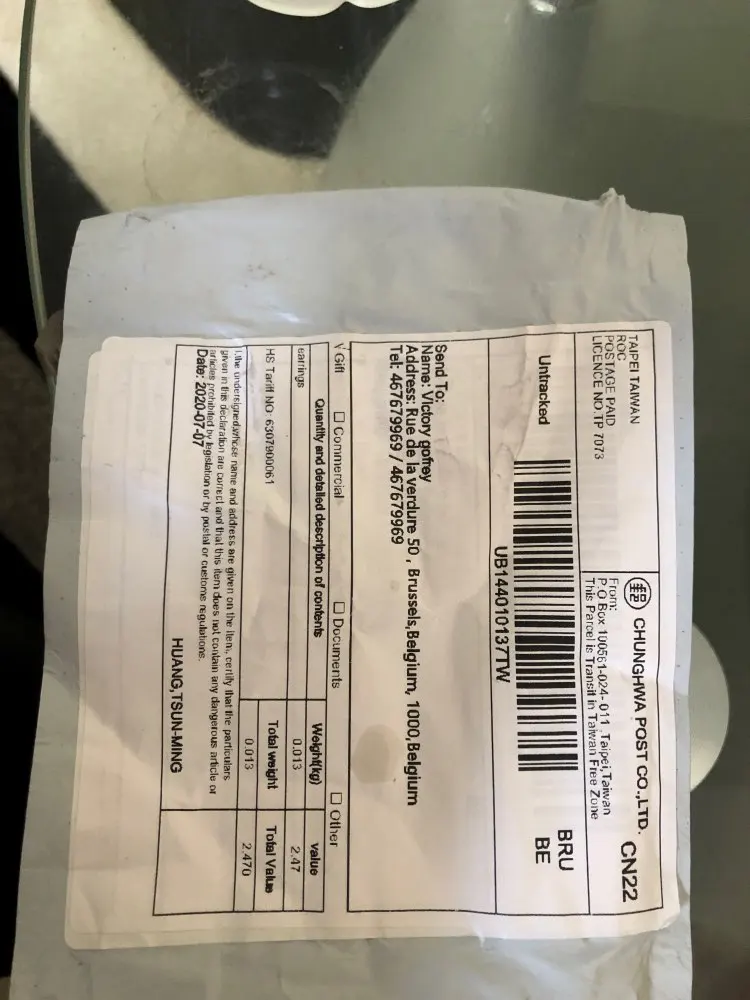 TAIPEI TAIWAN
ROC
POSTAGE PAID
LICENCE NO.TP 7073
郵 CHUNGHWA POST CO.,LTD. CN22
From:
P.O Box 100561-024-011 ,Taipei,Taiwan
This Parcel is Transit in Taiwan Free Zone
Untracked
UB144010137TW
BRU
BE
Send To:
Name: Victory gofrey
Address: Rue de la verdure 50 , Brussels,Belgium, 1000,Belgium
Tel: 467679969 / 467679969
√ Gift □ Commercial □ Documents □ Other
Quantity and detailed description of contents Weight(kg) value
earrings 0.013 2.47
HS Tariff NO: 6307900061 Total weight Total Value
0.013 2.470
I,the undersigned,whose name and address are given on the item, certify that the particulars
given in this declaration are correct and that this item does not contain any dangerous article or
articles prohibited by legislation or by postal or customs regulations.
Date: 2020-07-07
HUANG,TSUN-MING